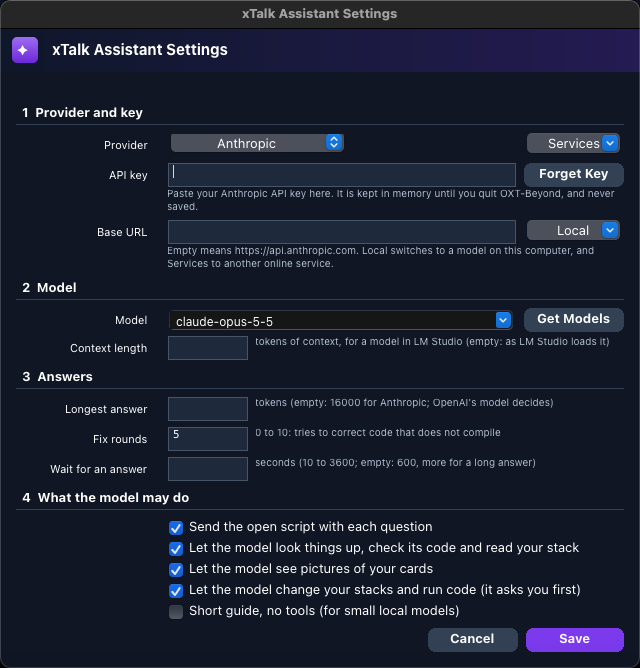 xTalk Assistant Settings
xTalk Assistant Settings
1 Provider and key
Provider Anthropic Services
API key Forget Key
Paste your Anthropic API key here. It is kept in memory until you quit OXT-Beyond, and never
saved.
Base URL Local
Empty means https://api.anthropic.com. Local switches to a model on this computer, and
Services to another online service.
2 Model
Model claude-opus-5-5 Get Models
Context length tokens of context, for a model in LM Studio (empty: as LM Studio loads it)
3 Answers
Longest answer tokens (empty: 16000 for Anthropic; OpenAI's model decides)
Fix rounds 5 0 to 10: tries to correct code that does not compile
Wait for an answer seconds (10 to 3600; empty: 600, more for a long answer)
4 What the model may do
Send the open script with each question
Let the model look things up, check its code and read your stack
Let the model see pictures of your cards
Let the model change your stacks and run code (it asks you first)
Short guide, no tools (for small local models)
Cancel Save